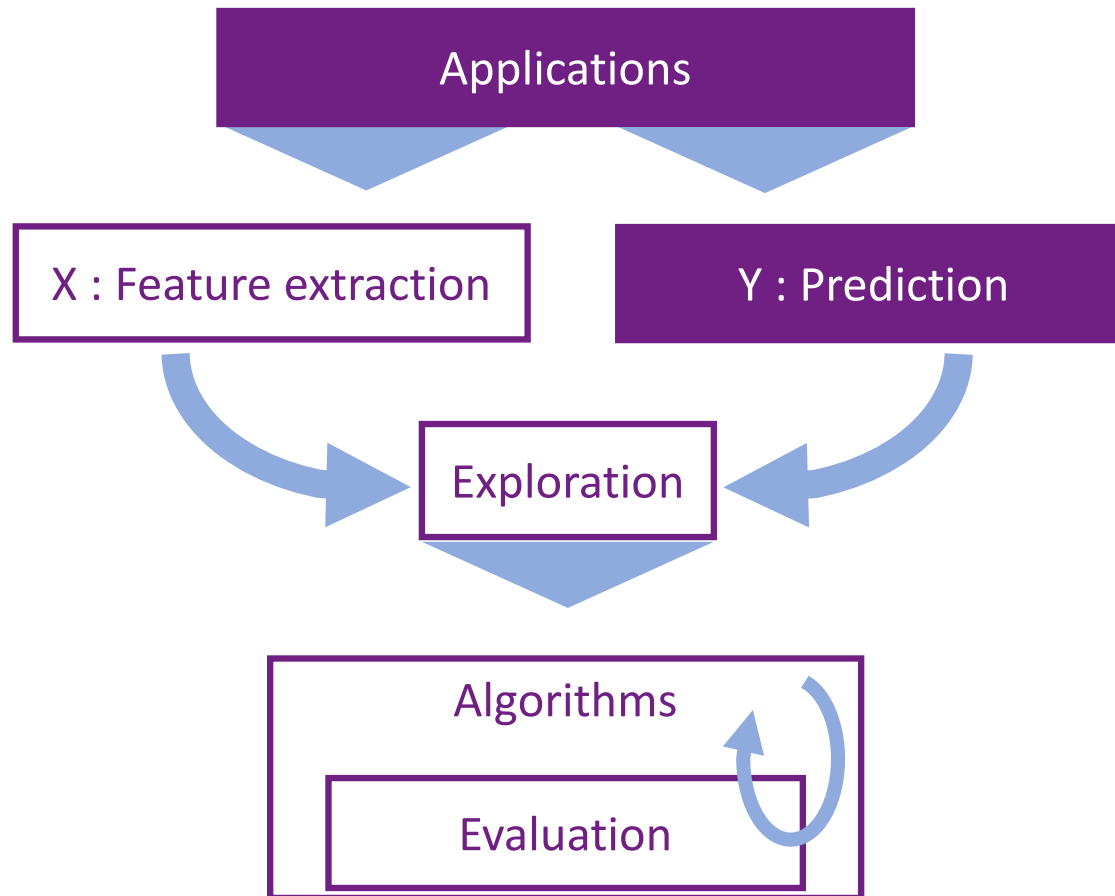 Applications
X : Feature extraction
Y : Prediction
Exploration
Algorithms
Evaluation